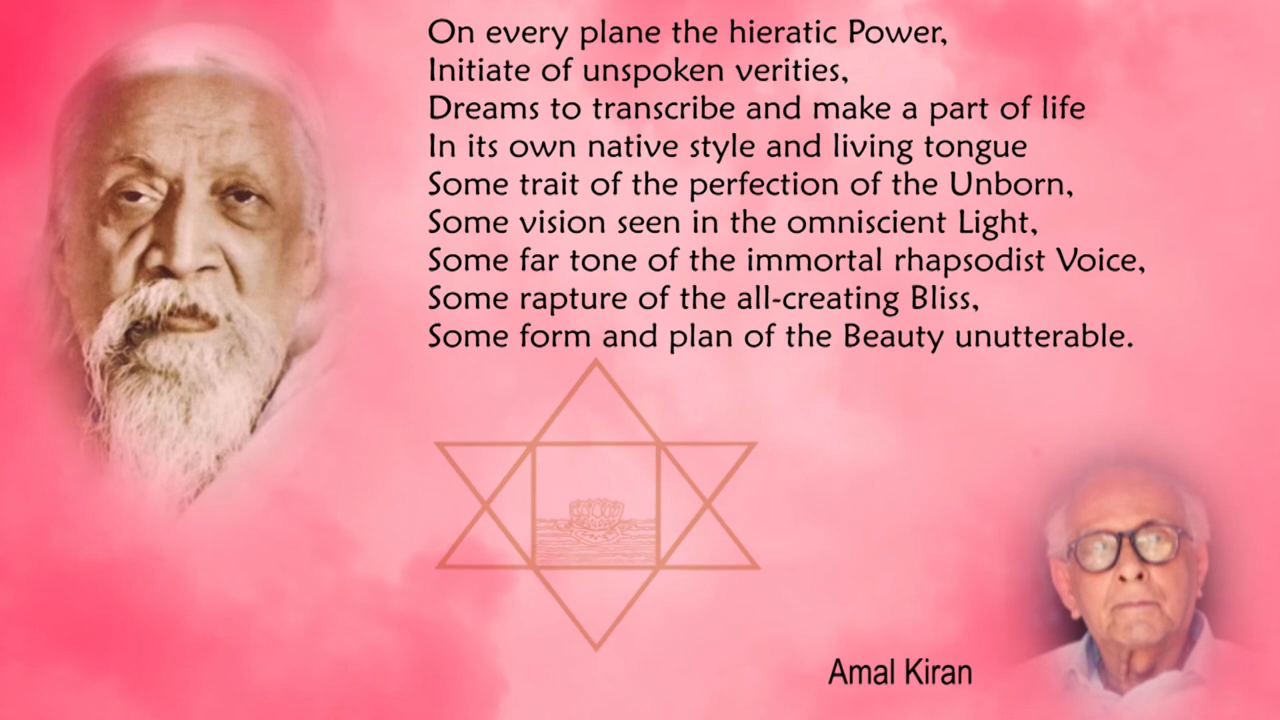 On every plane the hieratic Power,
Initiate of unspoken verities,
Dreams to transcribe and make a part of life
In its own native style and living tongue
Some trait of the perfection of the Unborn,
Some vision seen in the omniscient Light,
Some far tone of the immortal rhapsodist Voice,
Some rapture of the all-creating Bliss,
Some form and plan of the Beauty unutterable.
Amal Kiran